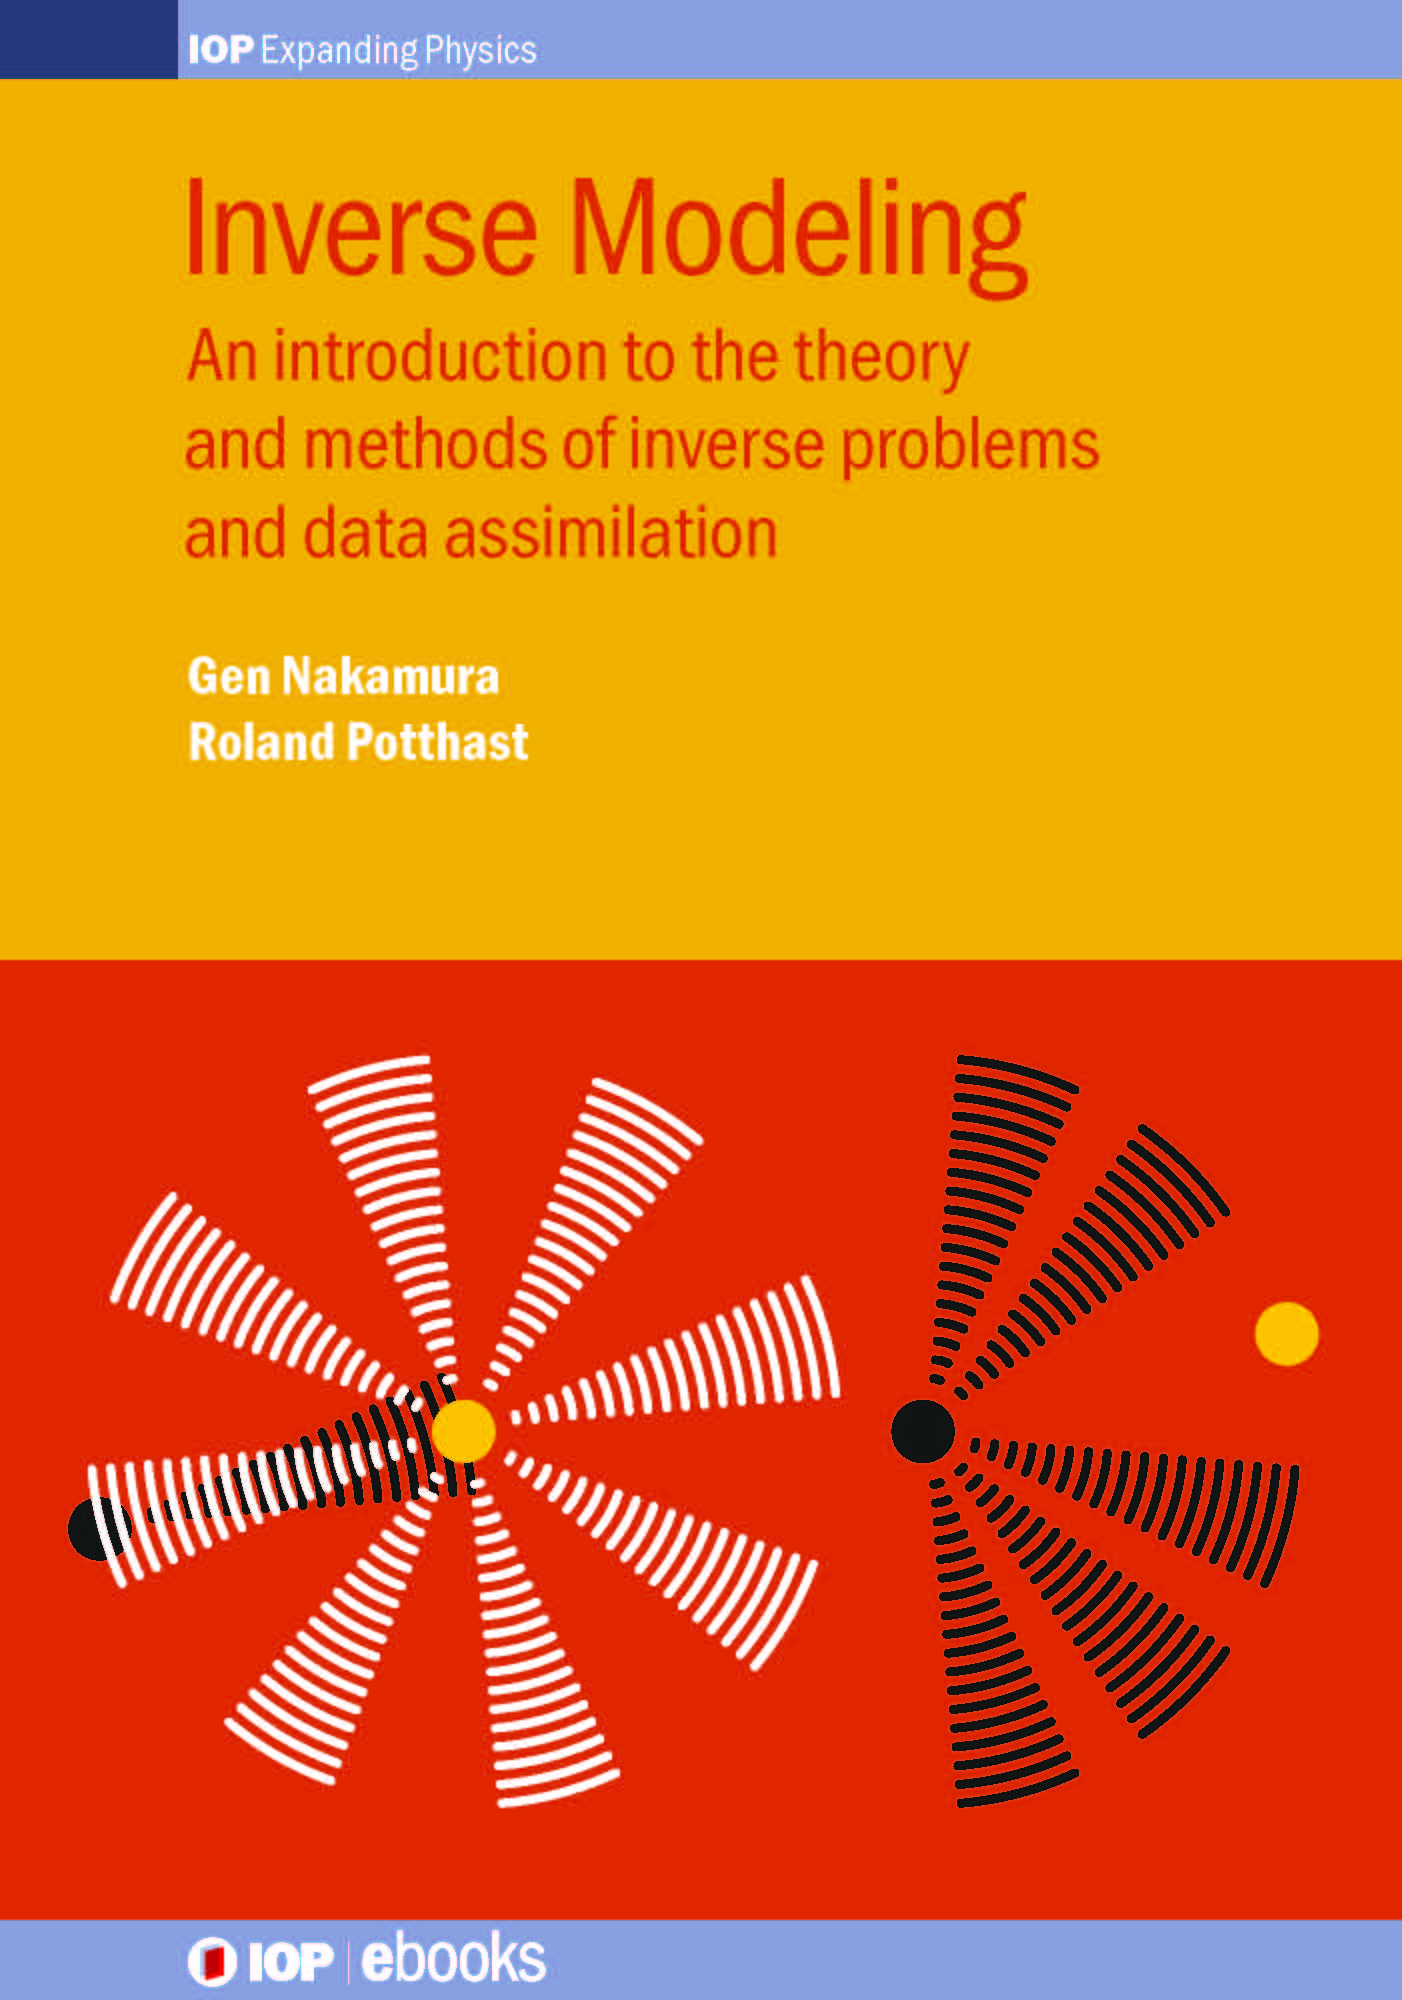 IOP Expanding Physics
Inverse Modeling
An introduction to the theory
and methods of inverse problems
and data assimilation
Gen Nakamura
Roland Potthast
IOP ebooks